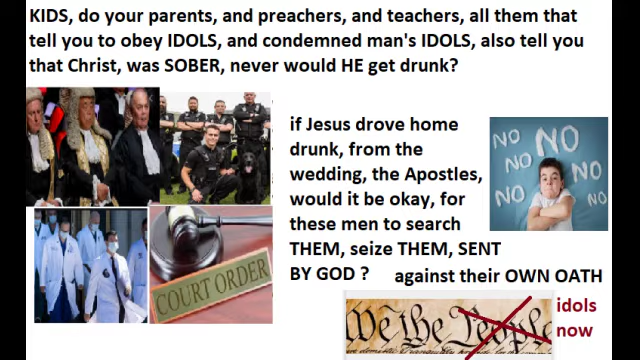 KIDS, do your parents, and preachers, and teachers, all them that
tell you to obey IDOLS, and condemned man's IDOLS, also tell you
that Christ, was SOBER, never would HE get drunk?
if Jesus drove home
drunk, from the
wedding, the Apostles,
would it be okay, for
these men to search
THEM, seize THEM, SENT
BY GOD ?
against their OWN OATH
NO
NO
NO
NO
NO
NO
COURT ORDER
We the People
idols
now